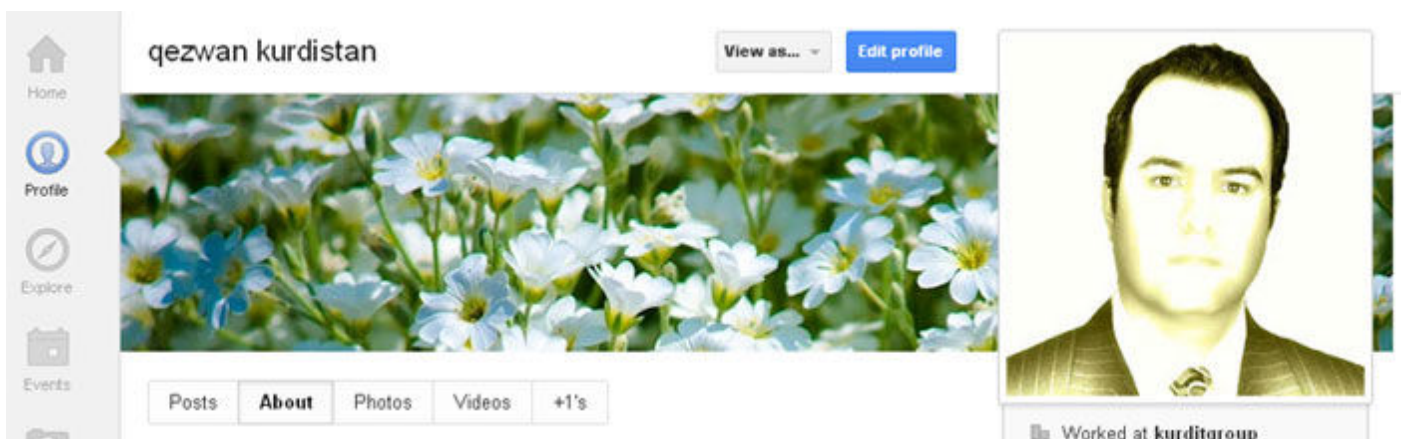 qezwan kurdistan
View as...
Edit profile
Home
Profile
Explore
Events
Posts
About
Photos
Videos
+1's
Worked at kurditgroup